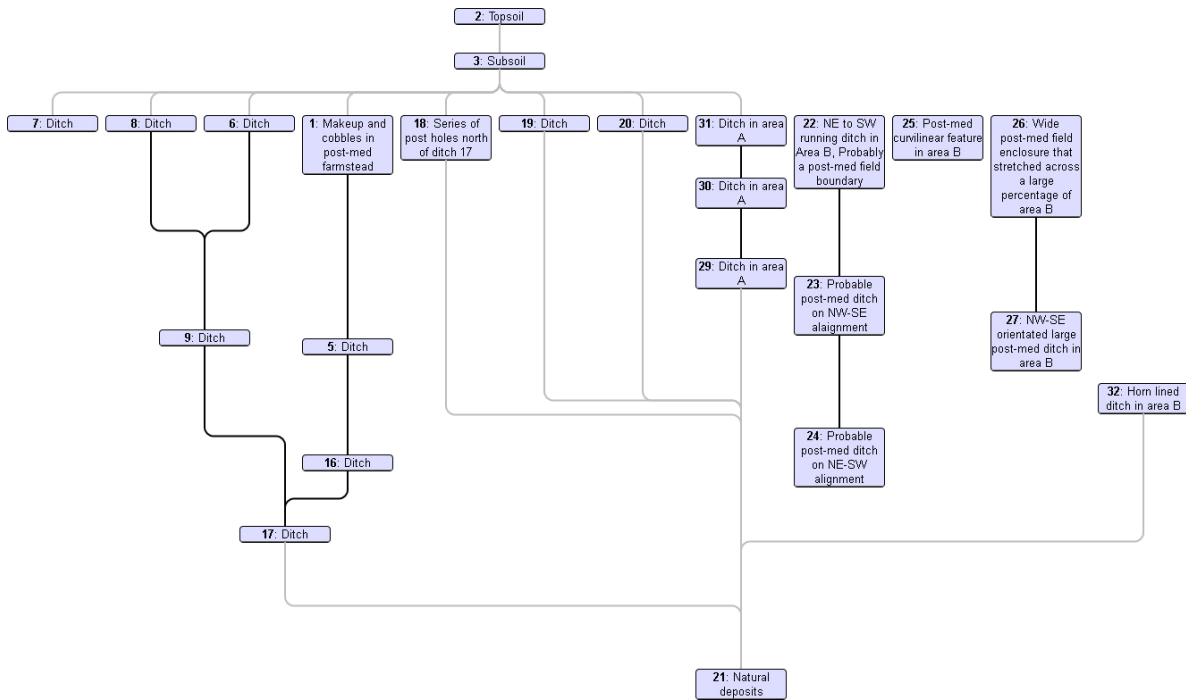 2: Topsoil
3: Subsoil
7: Ditch
8: Ditch
6: Ditch
1: Makeup and
cobbles in
post-med
farmstead
18: Series of
post holes north
of ditch 17
19: Ditch
20: Ditch
31: Ditch in area
A
22: NE to SW
running ditch in
Area B, Probably
a post-med field
boundary
25: Post-med
curvilinear feature
in area B
26: Wide
post-med field
enclosure that
stretched across
a large
percentage of
area B
30: Ditch in area
A
29: Ditch in area
A
23: Probable
post-med ditch
on NW-SE
alaignment
27: NW-SE
orientated large
post-med ditch in
area B
9: Ditch
5: Ditch
32: Horn lined
ditch in area B
24: Probable
post-med ditch
on NE-SW
alignment
16: Ditch
17: Ditch
21: Natural
deposits